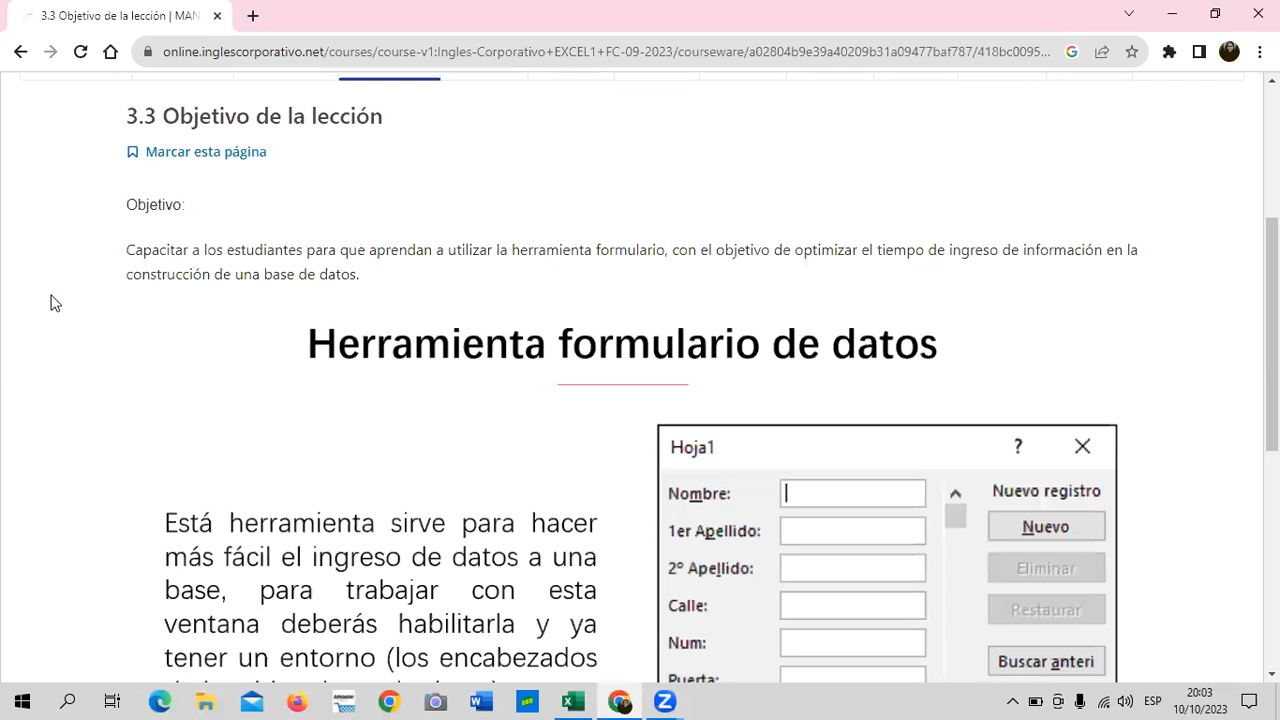 3.3 Objetivo de la lección | MAN
online.inglescorporativo.net/courses/course-v1:Ingles-Corporativo+EXCEL1+FC-09-2023/courseware/a02804b9e39a40209b31a09477baf787/418bc0095...
3.3 Objetivo de la lección
Marcar esta página
Objetivo:
Capacitar a los estudiantes para que aprendan a utilizar la herramienta formulario, con el objetivo de optimizar el tiempo de ingreso de información en la
construcción de una base de datos.
Herramienta formulario de datos
Está herramienta sirve para hacer
más fácil el ingreso de datos a una
base, para trabajar con esta
ventana deberás habilitarla y ya
tener un entorno (los encabezados
Hoja1
?
Nombre:
Nuevo registro
1er Apellido:
Nuevo
2º Apellido:
Eliminar
Calle:
Restaurar
Num:
Buscar anteri
Puerta:
ESP
20:03
10/10/2023